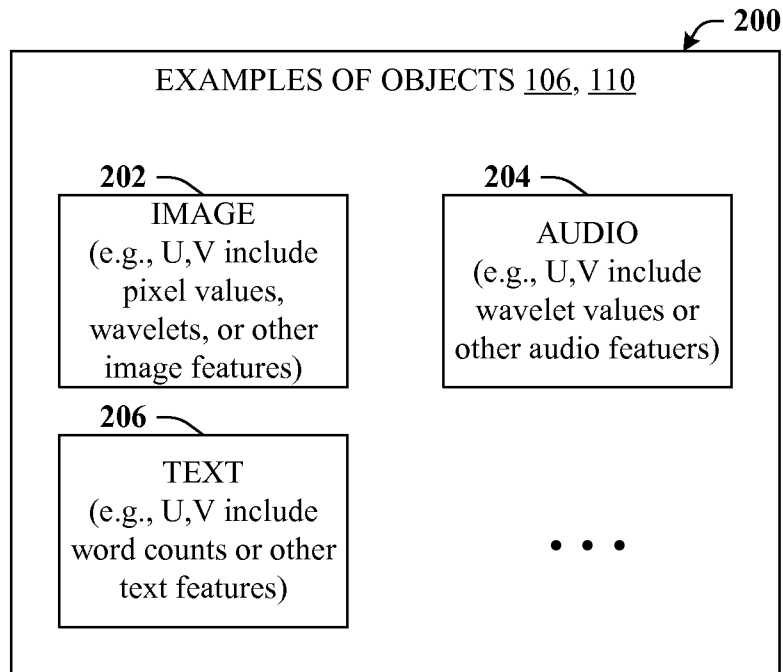 200
EXAMPLES OF OBJECTS 106, 110
202
IMAGE
(e.g., U,V include
pixel values,
wavelets, or other
image features)
204
AUDIO
(e.g., U,V include
wavelet values or
other audio featuers)
206
TEXT
(e.g., U,V include
word counts or other
text features)
• • •